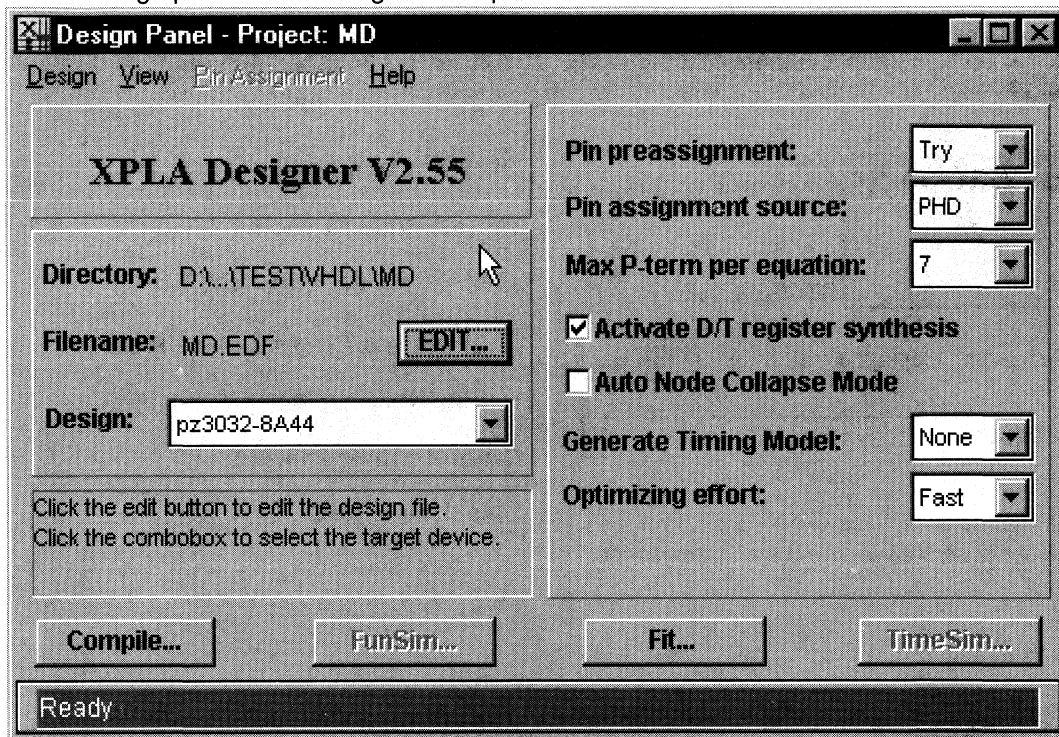 Design Panel - Project: MD
Design View Pin Assignment Help
XPLA Designer V2.55
Directory: D:\...\TEST\VHDL\MD
Filename: MD.EDF
EDIT...
Design: pz3032-8A44
Click the edit button to edit the design file.
Click the combobox to select the target device.
Pin preassignment: Try
Pin assignment source: PHD
Max P-term per equation: 7
Activate D/T register synthesis
Auto Node Collapse Mode
Generate Timing Model: None
Optimizing effort: Fast
Compile... FunSim... Fit... TimeSim...
Ready